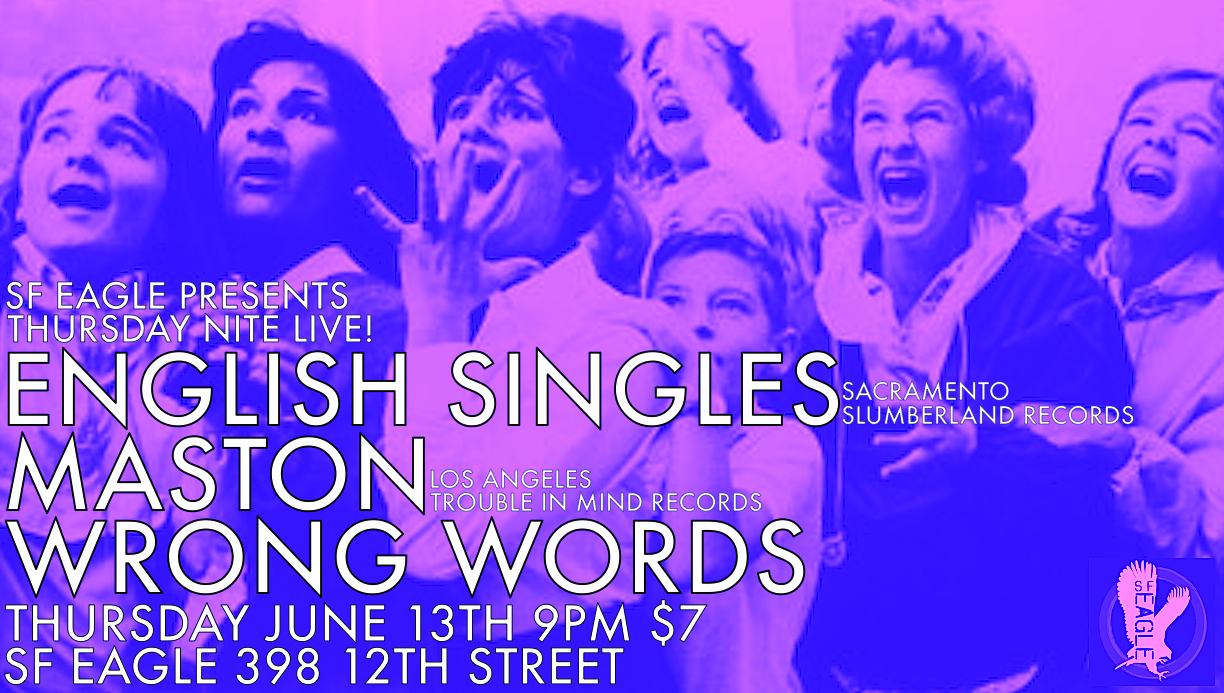 SF EAGLE PRESENTS
THURSDAY NITE LIVE!
ENGLISH SINGLES
SACRAMENTO
SLUMBERLAND RECORDS
MASTON
LOS ANGELES
TROUBLE IN MIND RECORDS
WRONG WORDS
THURSDAY JUNE 13TH 9PM $7
SF EAGLE 398 12TH STREET
SF
EAGLE